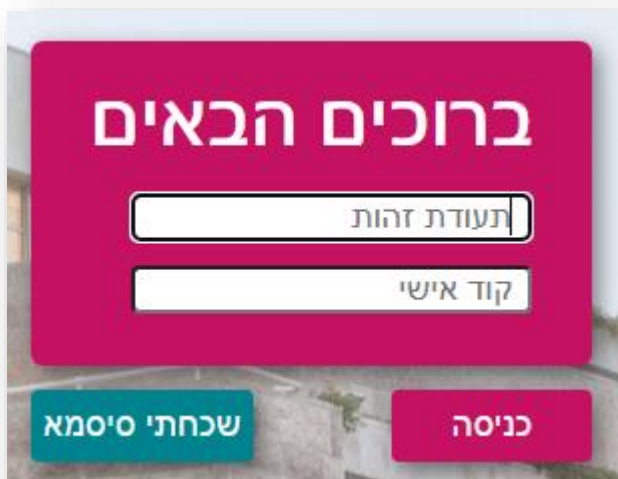 ברוכים הבאים
תעודת זהות
קוד אישי
כניסה
שכחתי סיסמא